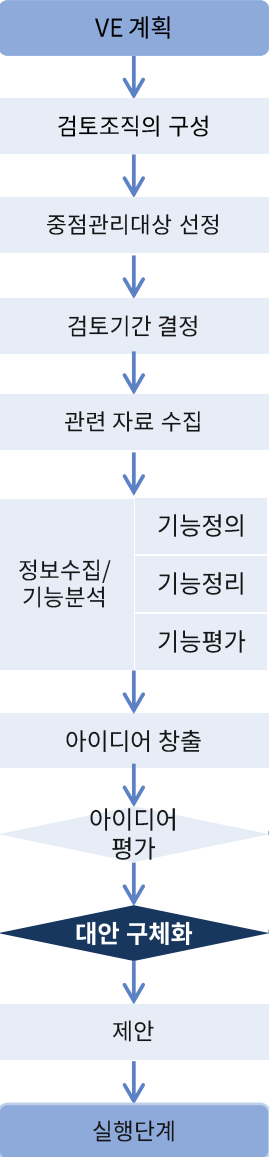 VE 계획
검토조직의 구성
중점관리대상 선정
검토기간 결정
관련 자료 수집
정보수집/
기능분석
기능정의
기능정리
기능평가
아이디어 창출
아이디어
평가
대안 구체화
제안
실행단계